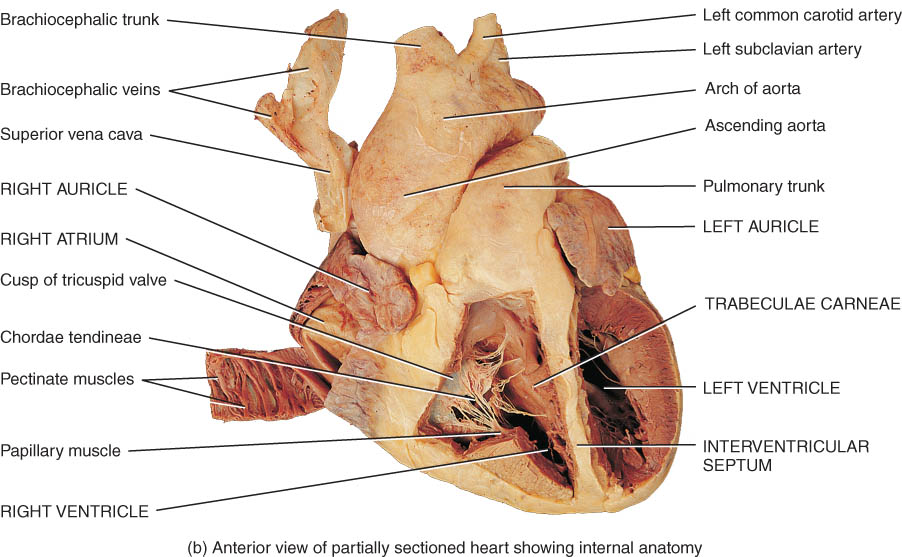 Brachiocephalic trunk
Brachiocephalic veins
Superior vena cava
RIGHT AURICLE
RIGHT ATRIUM
Cusp of tricuspid valve
Chordae tendineae
Pectinate muscles
Papillary muscle
RIGHT VENTRICLE
Left common carotid artery
Left subclavian artery
Arch of aorta
Ascending aorta
Pulmonary trunk
LEFT AURICLE
TRABECULAE CARNEAE
LEFT VENTRICLE
INTERVENTRICULAR
SEPTUM
(b) Anterior view of partially sectioned heart showing internal anatomy